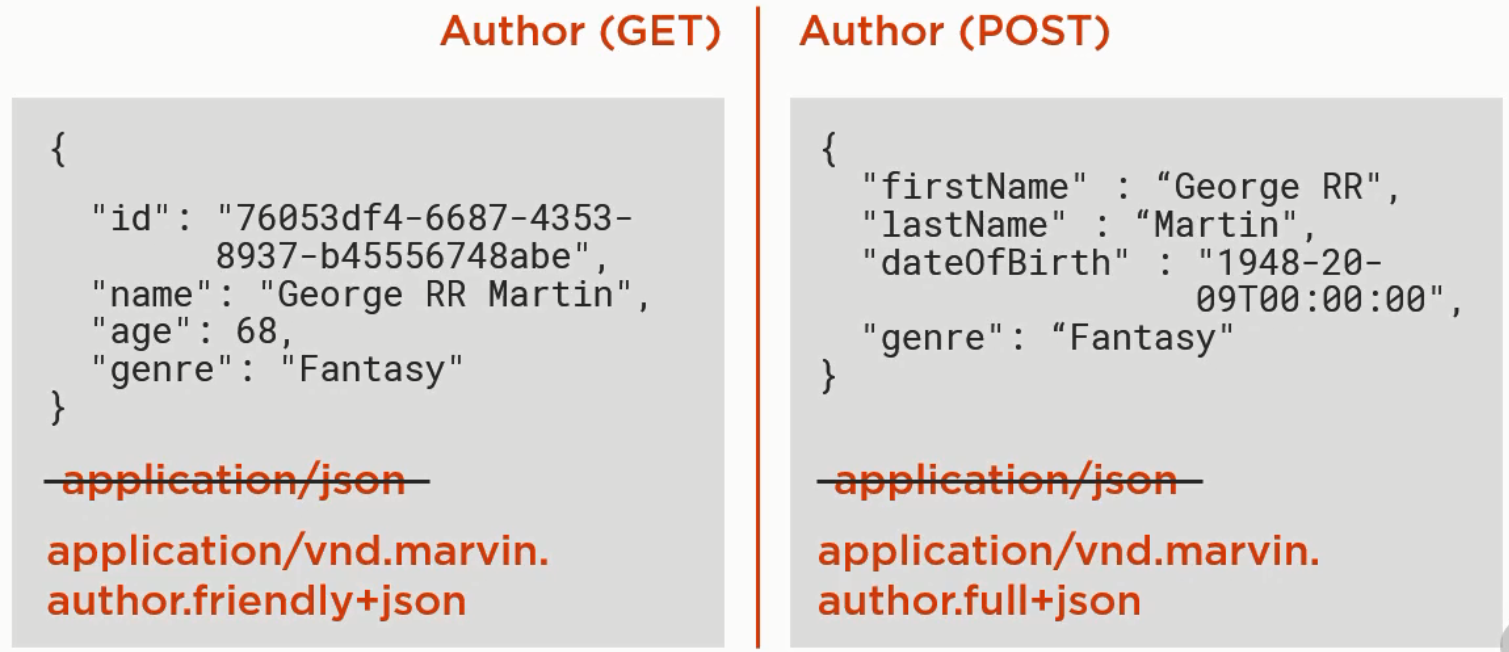 Author (GET)
{
"id": "76053df4-6687-4353-
8937-b45556748abe",
"name": "George RR Martin",
"age": 68,
"genre": "Fantasy"
}
application/json
application/vnd.marvin.
author.friendly+json
Author (POST)
{
"firstName" : “George RR",
"lastName" : “Martin",
"dateOfBirth" : "1948-20-
09T00:00:00",
"genre": “Fantasy"
}
application/json
application/vnd.marvin.
author.full+json